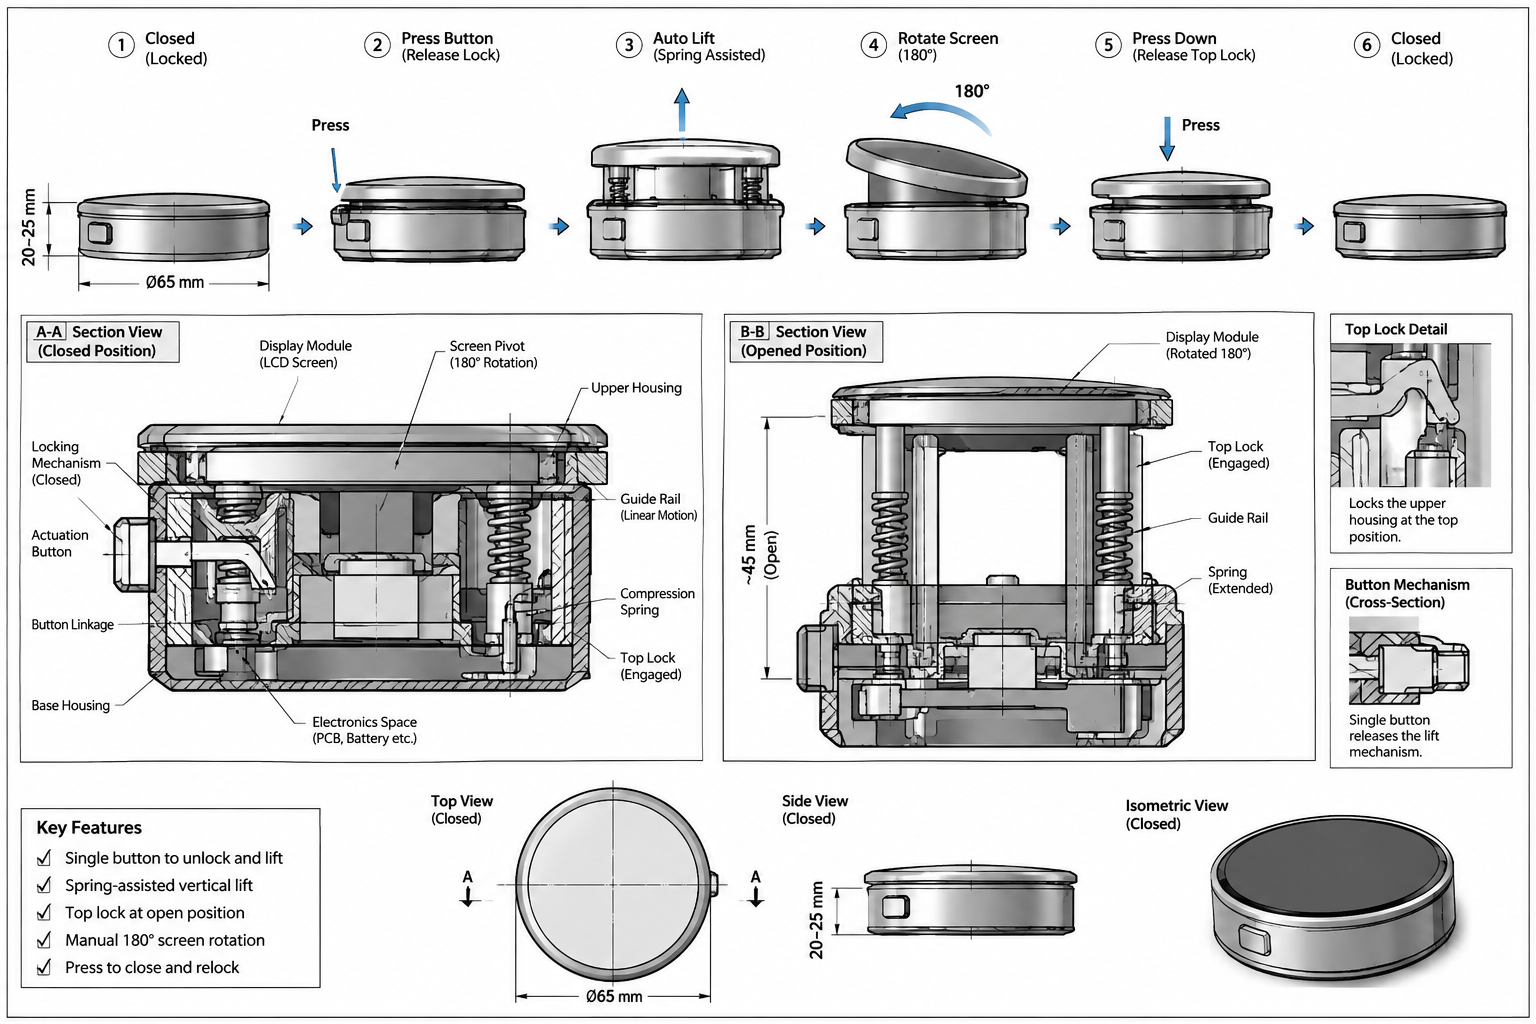 1 Closed
(Locked)
2 Press Button
(Release Lock)
3 Auto Lift
(Spring Assisted)
4 Rotate Screen
(180°)
5 Press Down
(Release Top Lock)
6 Closed
(Locked)
Press
180°
Press
20–25 mm
Ø65 mm
A-A Section View
(Closed Position)
Display Module
(LCD Screen)
Screen Pivot
(180° Rotation)
Upper Housing
Locking
Mechanism
(Closed)
Actuation
Button
Guide Rail
(Linear Motion)
Compression
Spring
Button Linkage
Top Lock
(Engaged)
Base Housing
Electronics Space
(PCB, Battery etc.)
B-B Section View
(Opened Position)
Display Module
(Rotated 180°)
Top Lock
(Engaged)
Guide Rail
~45 mm
(Open)
Spring
(Extended)
Top Lock Detail
Locks the upper
housing at the top
position.
Button Mechanism
(Cross-Section)
Single button
releases the lift
mechanism.
Key Features
Single button to unlock and lift
Spring-assisted vertical lift
Top lock at open position
Manual 180° screen rotation
Press to close and relock
Top View
(Closed)
A
A
Ø65 mm
Side View
(Closed)
20–25 mm
Isometric View
(Closed)